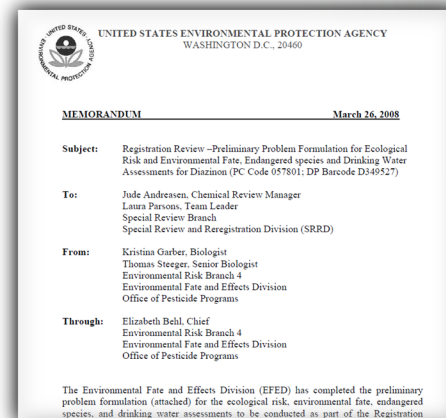 UNITED STATES ENVIRONMENTAL PROTECTION AGENCY
WASHINGTON D.C., 20460
UNITED STATES
ENVIRONMENTAL PROTECTION AGENCY
MEMORANDUM March 26, 2008
Subject: Registration Review –Preliminary Problem Formulation for Ecological
Risk and Environmental Fate, Endangered species and Drinking Water
Assessments for Diazinon (PC Code 057801; DP Barcode D349527)
To: Jude Andreasen, Chemical Review Manager
Laura Parsons, Team Leader
Special Review Branch
Special Review and Reregistration Division (SRRD)
From: Kristina Garber, Biologist
Thomas Steeger, Senior Biologist
Environmental Risk Branch 4
Environmental Fate and Effects Division
Office of Pesticide Programs
Through: Elizabeth Behl, Chief
Environmental Risk Branch 4
Environmental Fate and Effects Division
Office of Pesticide Programs
The Environmental Fate and Effects Division (EFED) has completed the preliminary
problem formulation (attached) for the ecological risk, environmental fate, endangered
species, and drinking water assessments to be conducted as part of the Registration